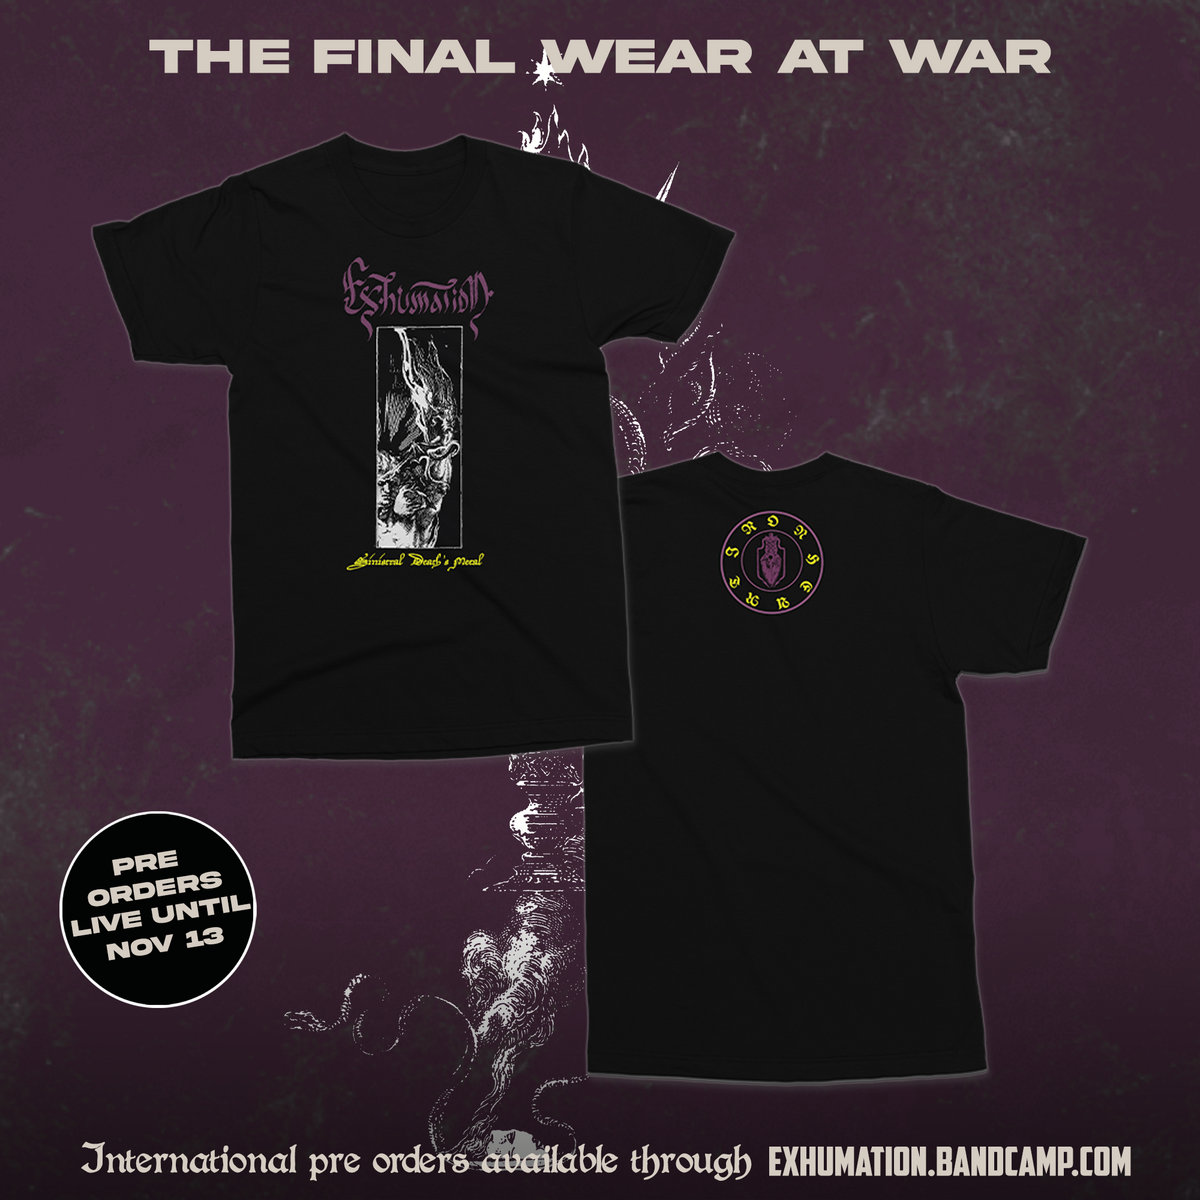 THE FINAL WEAR AT WAR
Exhumation
Sinistral Death's Metal
PRE
ORDERS
LIVE UNTIL
NOV 13
International pre orders available through EXHUMATION.BANDCAMP.COM